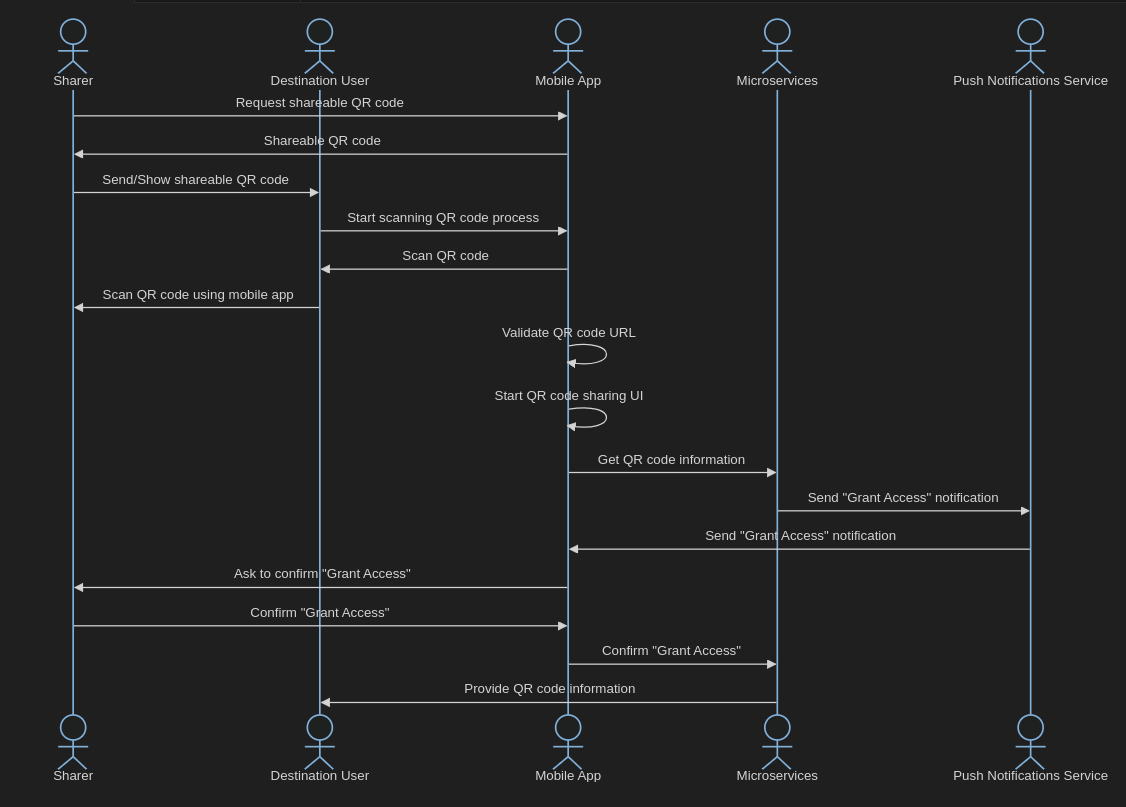 Sharer
Destination User
Mobile App
Microservices
Push Notifications Service
Request shareable QR code
Shareable QR code
Send/Show shareable QR code
Start scanning QR code process
Scan QR code
Scan QR code using mobile app
Validate QR code URL
Start QR code sharing UI
Get QR code information
Send "Grant Access" notification
Send "Grant Access" notification
Ask to confirm "Grant Access"
Confirm "Grant Access"
Confirm "Grant Access"
Provide QR code information
Sharer
Destination User
Mobile App
Microservices
Push Notifications Service